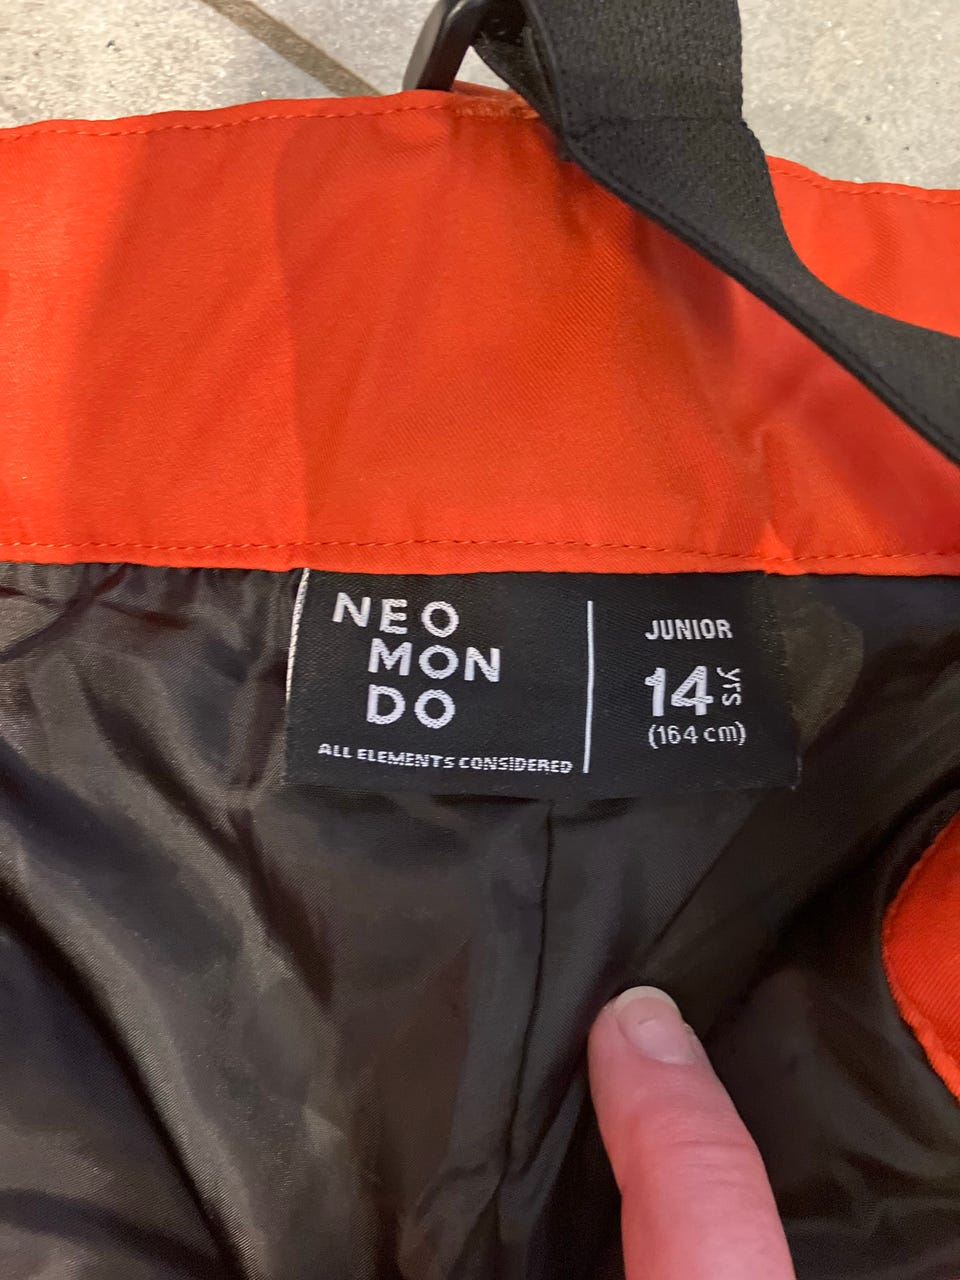 NEO
MON
DO
ALL ELEMENTS CONSIDERED
JUNIOR
14 yrs
(164 cm)